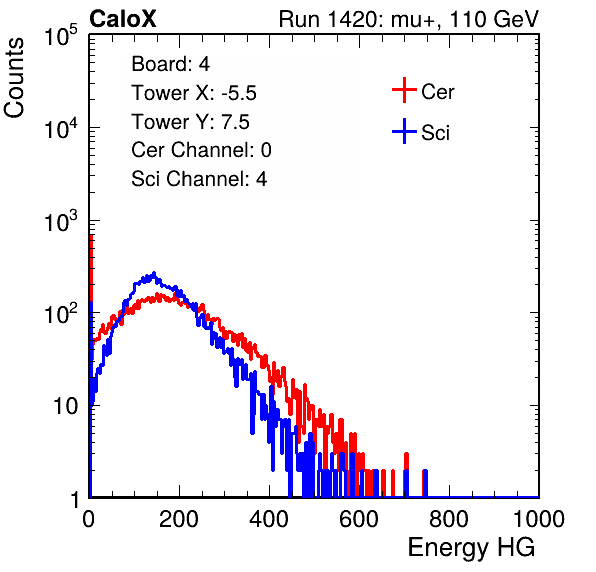 CaloX Run 1420: mu+, 110 GeV
Counts
Board: 4
Tower X: -5.5
Tower Y: 7.5
Cer Channel: 0
Sci Channel: 4
Cer
Sci
10^5
10^4
10^3
10^2
10
1
0 200 400 600 800 1000
Energy HG